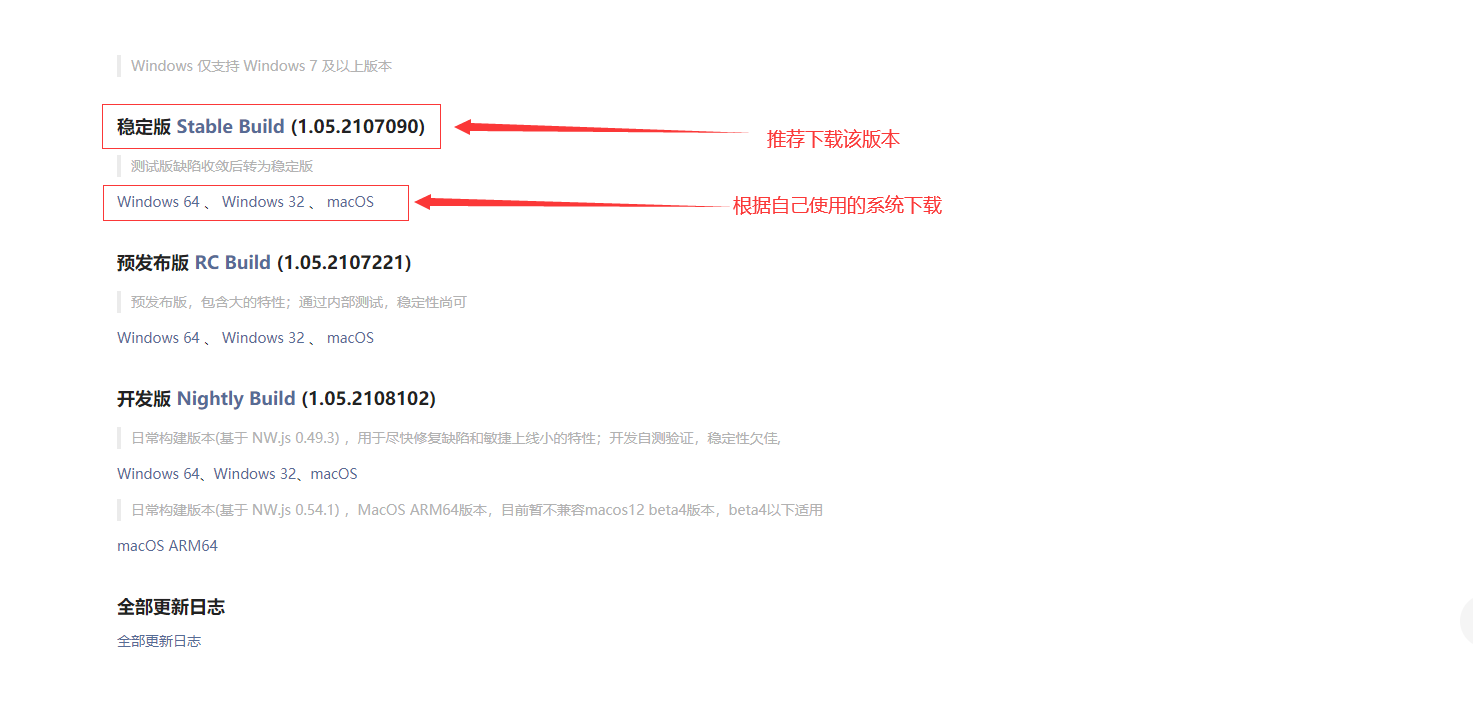 Windows 仅支持 Windows 7 及以上版本
稳定版 Stable Build (1.05.2107090)
推荐下载该版本
测试版缺陷收敛后转为稳定版
Windows 64 、 Windows 32 、 macOS
根据自己使用的系统下载
预发布版 RC Build (1.05.2107221)
预发布版，包含大的特性；通过内部测试，稳定性尚可
Windows 64 、 Windows 32 、 macOS
开发版 Nightly Build (1.05.2108102)
日常构建版本(基于 NW.js 0.49.3) ，用于尽快修复缺陷和敏捷上线小的特性；开发自测验证，稳定性欠佳,
Windows 64、Windows 32、macOS
日常构建版本(基于 NW.js 0.54.1) ，MacOS ARM64版本，目前暂不兼容macos12 beta4版本，beta4以下适用
macOS ARM64
全部更新日志
全部更新日志